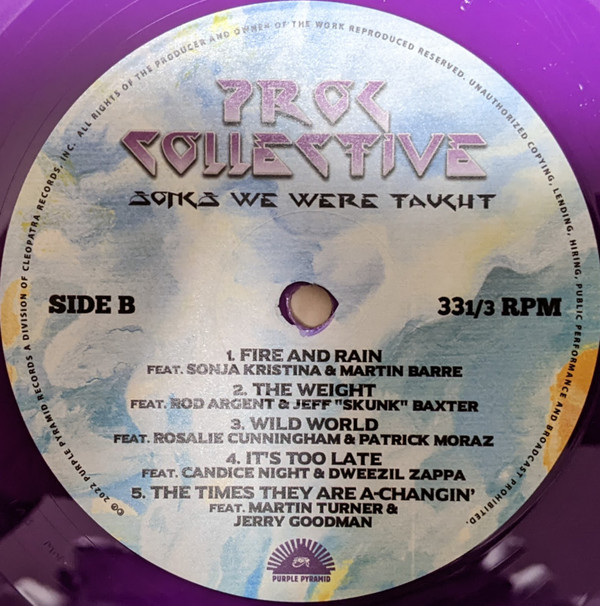 PROG
COLLECTIVE
SONGS WE WERE TAUGHT
SIDE B
33 1/3 RPM
1. FIRE AND RAIN
FEAT. SONJA KRISTINA & MARTIN BARRE
2. THE WEIGHT
FEAT. ROD ARGENT & JEFF "SKUNK" BAXTER
3. WILD WORLD
FEAT. ROSALIE CUNNINGHAM & PATRICK MORAZ
4. IT'S TOO LATE
FEAT. CANDICE NIGHT & DWEEZIL ZAPPA
5. THE TIMES THEY ARE A-CHANGIN'
FEAT. MARTIN TURNER &
JERRY GOODMAN
PURPLE PYRAMID
©℗ 2022 PURPLE PYRAMID RECORDS A DIVISION OF CLEOPATRA RECORDS, INC. ALL RIGHTS OF THE PRODUCER AND OWNER OF THE WORK REPRODUCED RESERVED. UNAUTHORIZED COPYING, LENDING, HIRING, PUBLIC PERFORMANCE AND BROADCAST PROHIBITED.